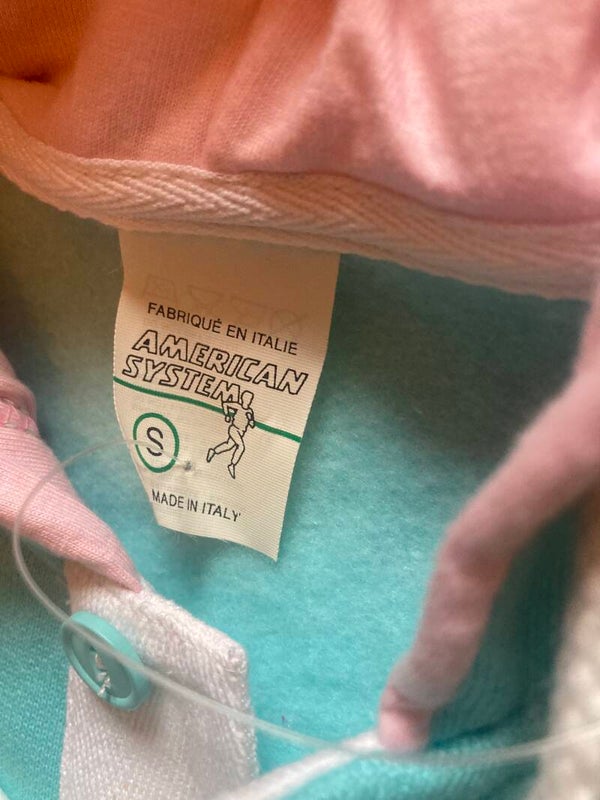 FABRIQUÉ EN ITALIE
AMERICAN
SYSTEM
S
MADE IN ITALY